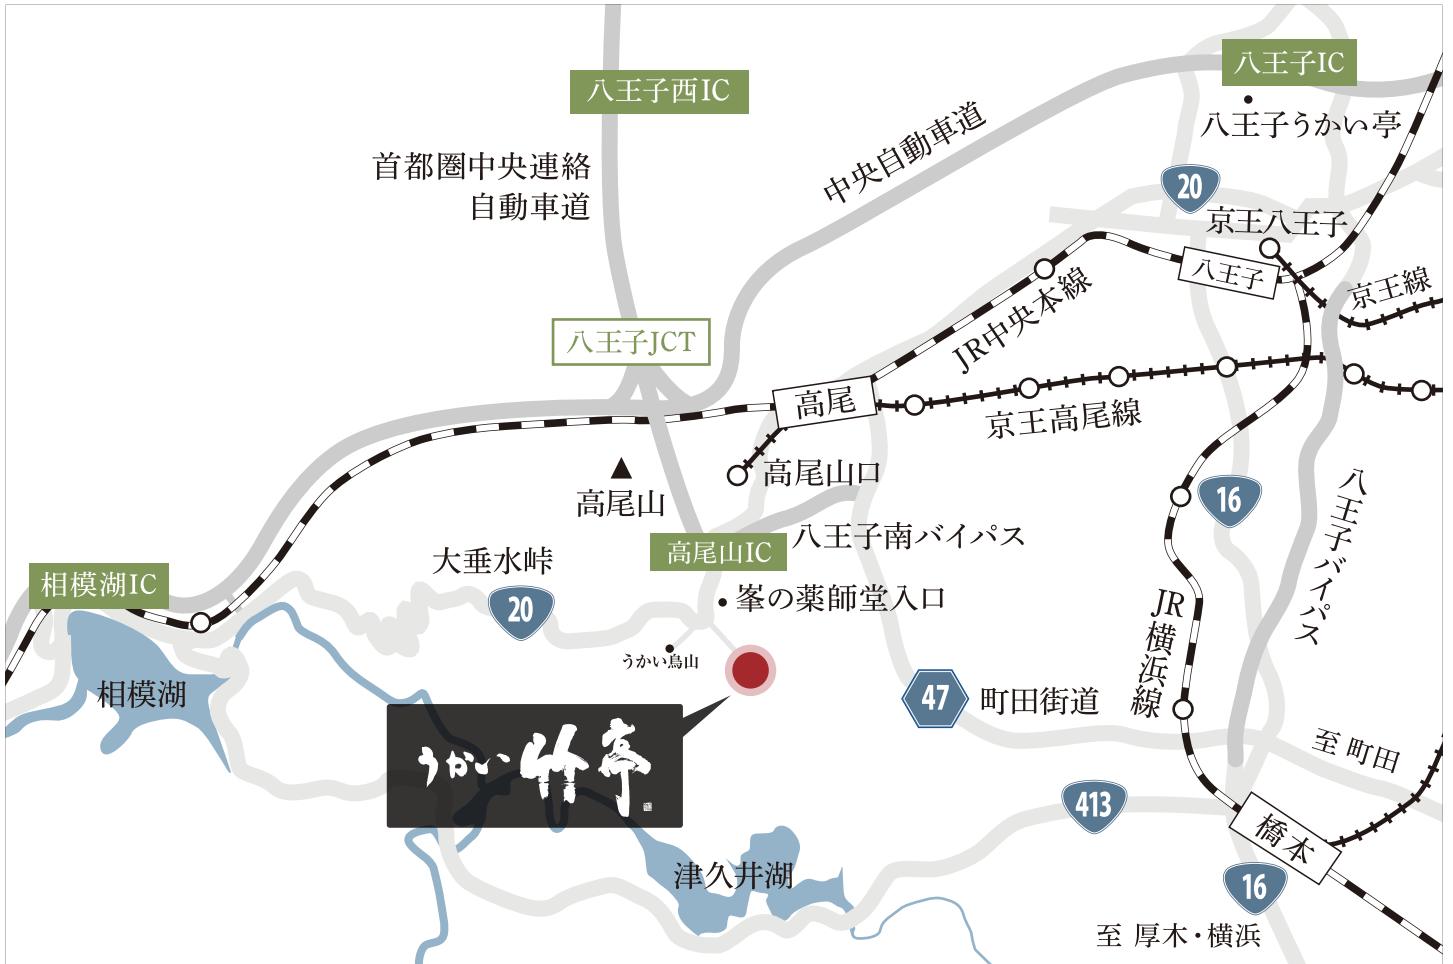 八王子西IC
八王子IC
八王子うかい亭
首都圏中央連絡
自動車道
中央自動車道
20
京王八王子
八王子
京王線
JR中央本線
八王子JCT
高尾
京王高尾線
高尾山口
高尾山
16
八王子バイパス
高尾山IC
八王子南バイパス
大垂水峠
20
相模湖IC
峯の薬師堂入口
JR横浜線
うかい鳥山
相模湖
47
町田街道
うかい竹亭
至 町田
413
橋本
津久井湖
16
至 厚木・横浜